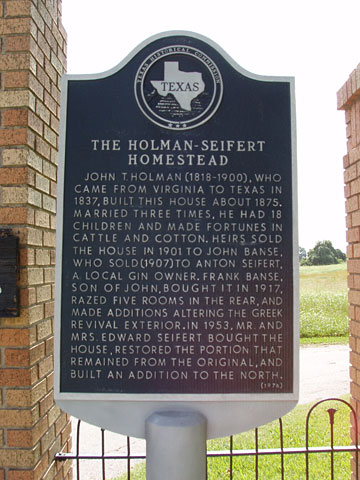 TEXAS HISTORICAL COMMISSION
TEXAS
THE HOLMAN-SEIFERT
HOMESTEAD
JOHN T. HOLMAN (1818-1900), WHO
CAME FROM VIRGINIA TO TEXAS IN
1837, BUILT THIS HOUSE ABOUT 1875.
MARRIED THREE TIMES, HE HAD 18
CHILDREN AND MADE FORTUNES IN
CATTLE AND COTTON. HEIRS SOLD
THE HOUSE IN 1901 TO JOHN BANSE,
WHO SOLD (1907) TO ANTON SEIFERT,
A LOCAL GIN OWNER. FRANK BANSE,
SON OF JOHN, BOUGHT IT IN 1917,
RAZED FIVE ROOMS IN THE REAR, AND
MADE ADDITIONS ALTERING THE GREEK
REVIVAL EXTERIOR. IN 1953, MR. AND
MRS. EDWARD SEIFERT BOUGHT THE
HOUSE, RESTORED THE PORTION THAT
REMAINED FROM THE ORIGINAL, AND
BUILT AN ADDITION TO THE NORTH.
(1976)